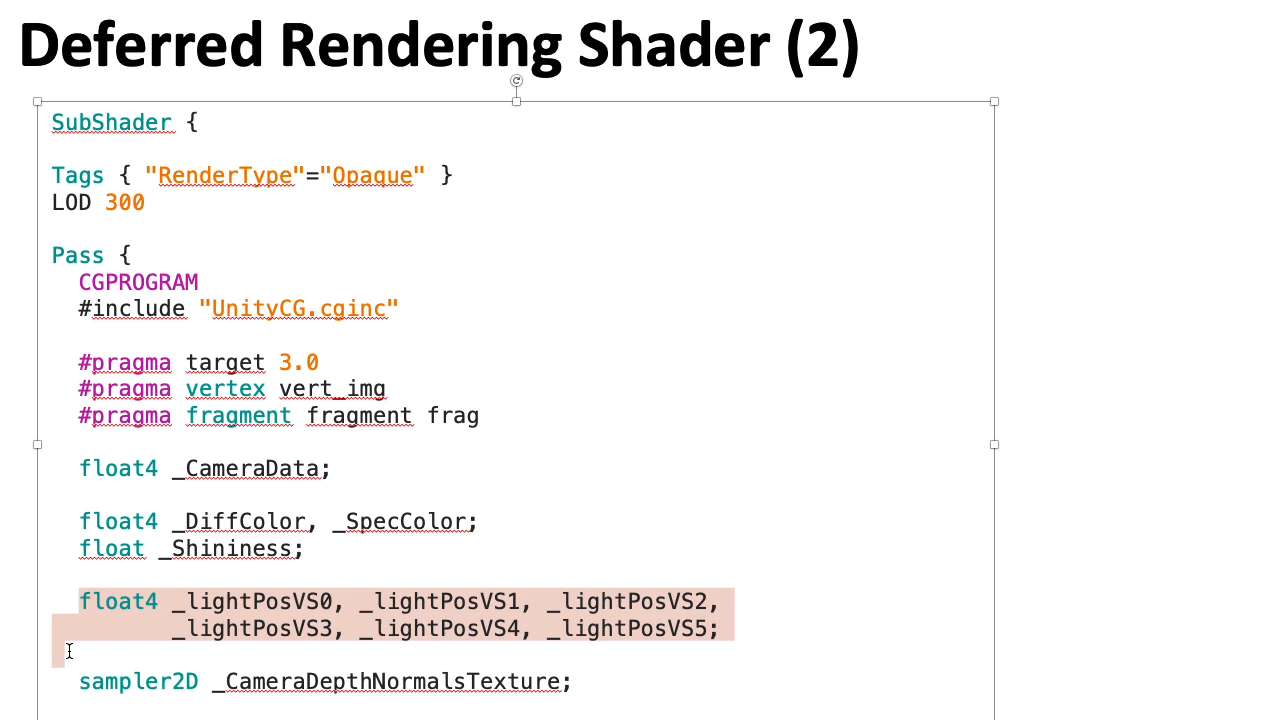 Deferred Rendering Shader (2)
SubShader {
Tags { "RenderType"="Opaque" }
LOD 300
Pass {
CGPROGRAM
#include "UnityCG.cginc"
#pragma target 3.0
#pragma vertex vert_img
#pragma fragment fragment frag
float4 _CameraData;
float4 _DiffColor, _SpecColor;
float _Shininess;
float4 _lightPosVS0, _lightPosVS1, _lightPosVS2,
_lightPosVS3, _lightPosVS4, _lightPosVS5;
sampler2D _CameraDepthNormalsTexture;